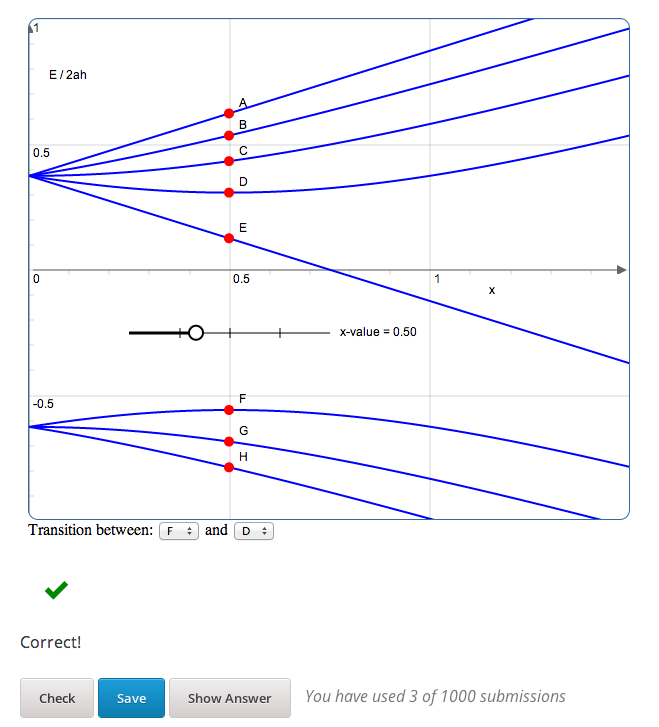 1
E / 2ah
A
B
C
0.5
D
E
0
0.5
1
x
x-value = 0.50
-0.5
F
G
H
Transition between: F and D
Correct!
Check Save Show Answer You have used 3 of 1000 submissions